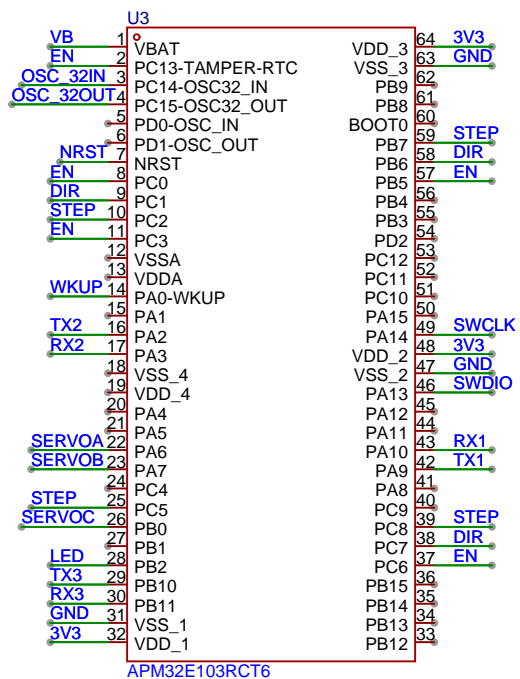 U3
VB 1 VBAT
EN 2 PC13-TAMPER-RTC
OSC_32IN 3 PC14-OSC32_IN
OSC_32OUT 4 PC15-OSC32_OUT
5 PD0-OSC_IN
6 PD1-OSC_OUT
NRST 7 NRST
EN 8 PC0
DIR 9 PC1
STEP 10 PC2
EN 11 PC3
12 VSSA
13 VDDA
WKUP 14 PA0-WKUP
15 PA1
TX2 16 PA2
RX2 17 PA3
18 VSS_4
19 VDD_4
20 PA4
21 PA5
SERVOA 22 PA6
SERVOB 23 PA7
24 PC4
STEP 25 PC5
SERVOC 26 PB0
27 PB1
LED 28 PB2
TX3 29 PB10
RX3 30 PB11
GND 31 VSS_1
3V3 32 VDD_1
VDD_3 64 3V3
VSS_3 63 GND
PB9 62
PB8 61
BOOT0 60
PB7 59 STEP
PB6 58 DIR
PB5 57 EN
PB4 56
PB3 55
PD2 54
PC12 53
PC11 52
PC10 51
PA15 50
PA14 49 SWCLK
VDD_2 48 3V3
VSS_2 47 GND
PA13 46 SWDIO
PA12 45
PA11 44
PA10 43 RX1
PA9 42 TX1
PA8 41
PC9 40
PC8 39 STEP
PC7 38 DIR
PC6 37 EN
PB15 36
PB14 35
PB13 34
PB12 33
APM32E103RCT6